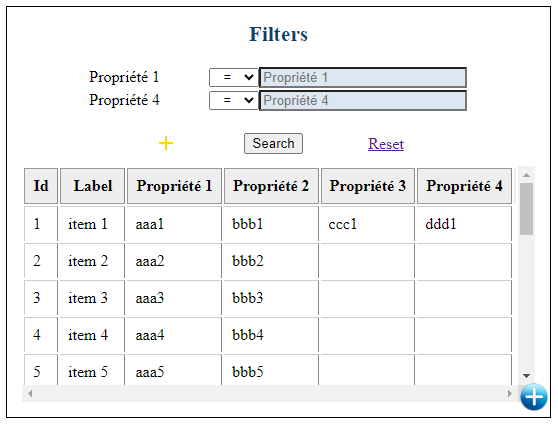 Filters
Propriété 1 = Propriété 1
Propriété 4 = Propriété 4
+ Search Reset
Id Label Propriété 1 Propriété 2 Propriété 3 Propriété 4
1 item 1 aaa1 bbb1 ccc1 ddd1
2 item 2 aaa2 bbb2
3 item 3 aaa3 bbb3
4 item 4 aaa4 bbb4
5 item 5 aaa5 bbb5